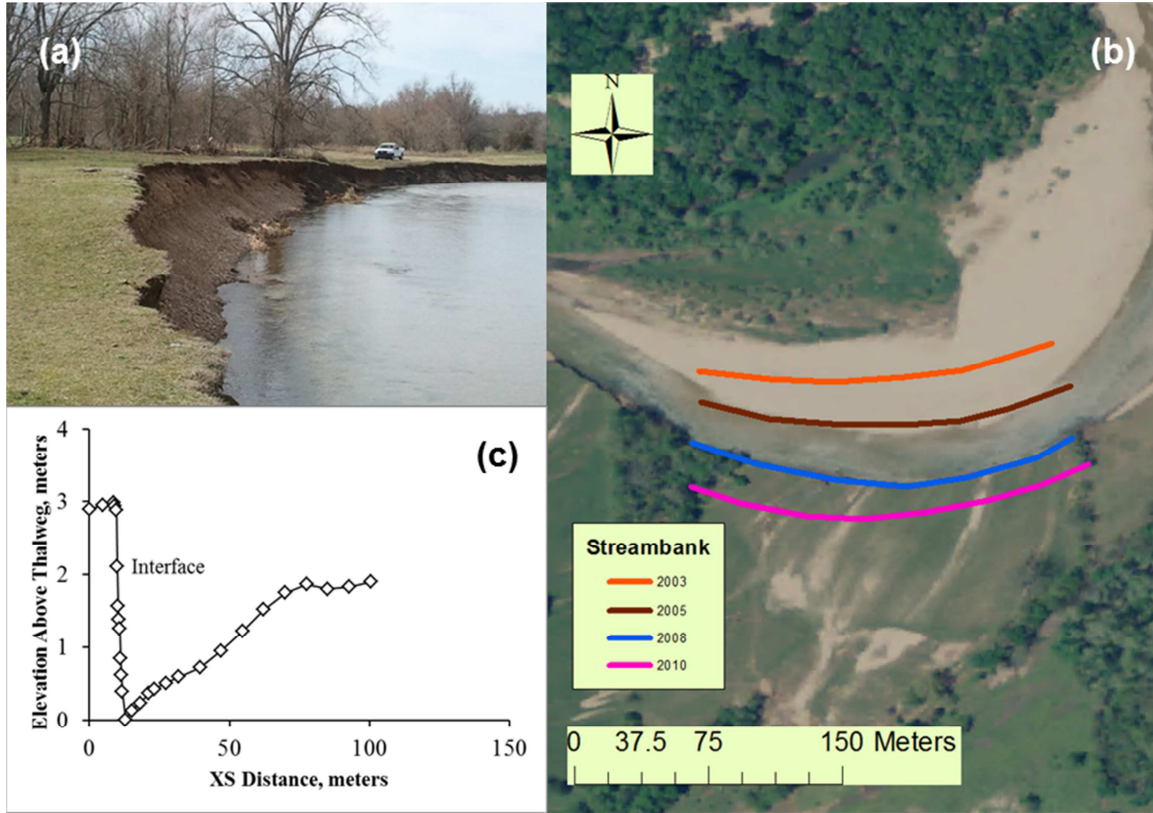 (a)
(b)
N
4
3
2
1
0
Elevation Above Thalweg, meters
Interface
(c)
0 50 100 150
XS Distance, meters
Streambank
2003
2005
2008
2010
0 37.5 75 150 Meters